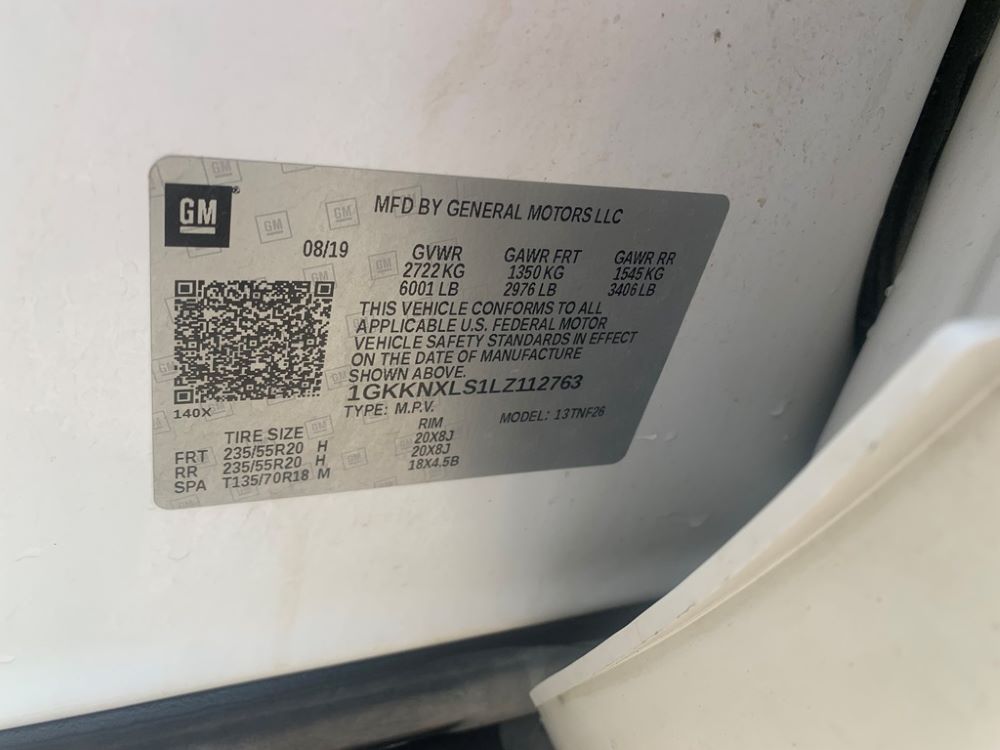 GM
MFD BY GENERAL MOTORS LLC
08/19
GVWR GAWR FRT GAWR RR
2722 KG 1350 KG 1545 KG
6001 LB 2976 LB 3406 LB
THIS VEHICLE CONFORMS TO ALL
APPLICABLE U.S. FEDERAL MOTOR
VEHICLE SAFETY STANDARDS IN EFFECT
ON THE DATE OF MANUFACTURE
SHOWN ABOVE.
1GKKNXLS1LZ112763
140X
TYPE: M.P.V. MODEL: 13TNF26
TIRE SIZE RIM
FRT 235/55R20 H 20X8J
RR 235/55R20 H 20X8J
SPA T135/70R18 M 18X4.5B